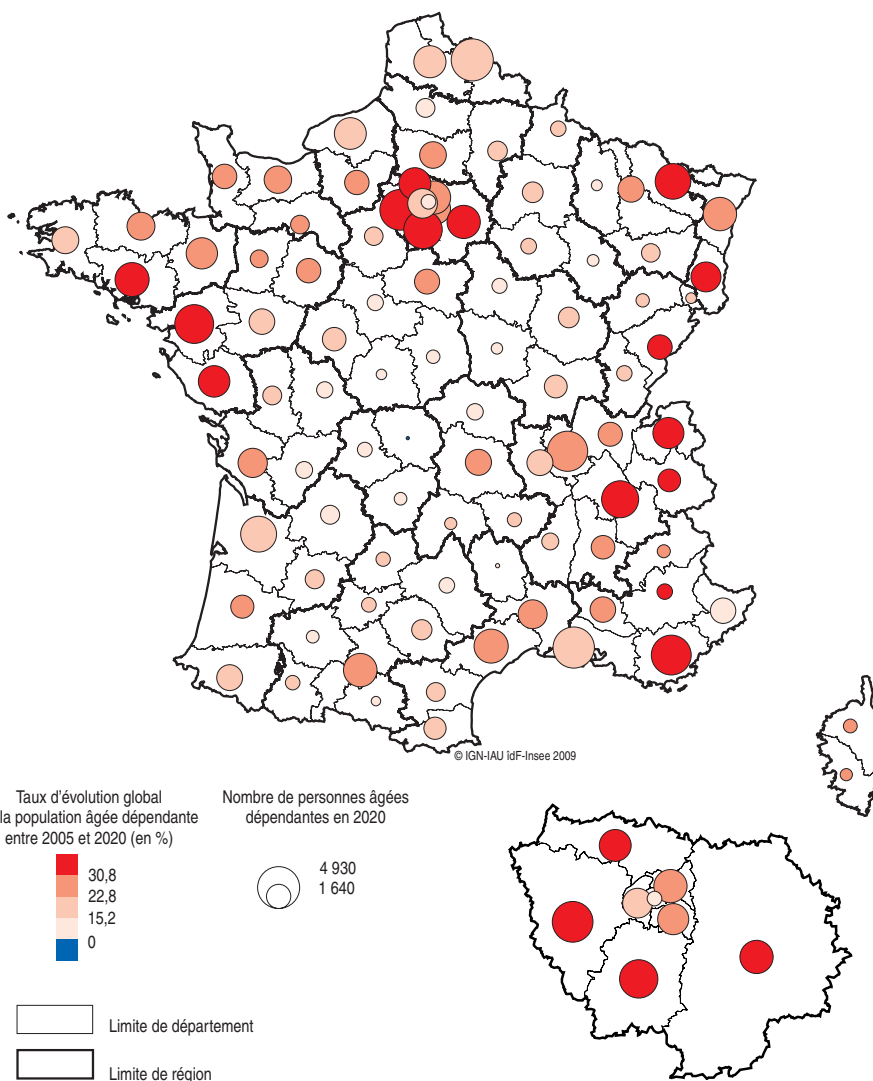 © IGN-IAU îdF-Insee 2009
Taux d'évolution global
la population âgée dépendante
entre 2005 et 2020 (en %)
30,8
22,8
15,2
0
Nombre de personnes âgées
dépendantes en 2020
4 930
1 640
Limite de département
Limite de région